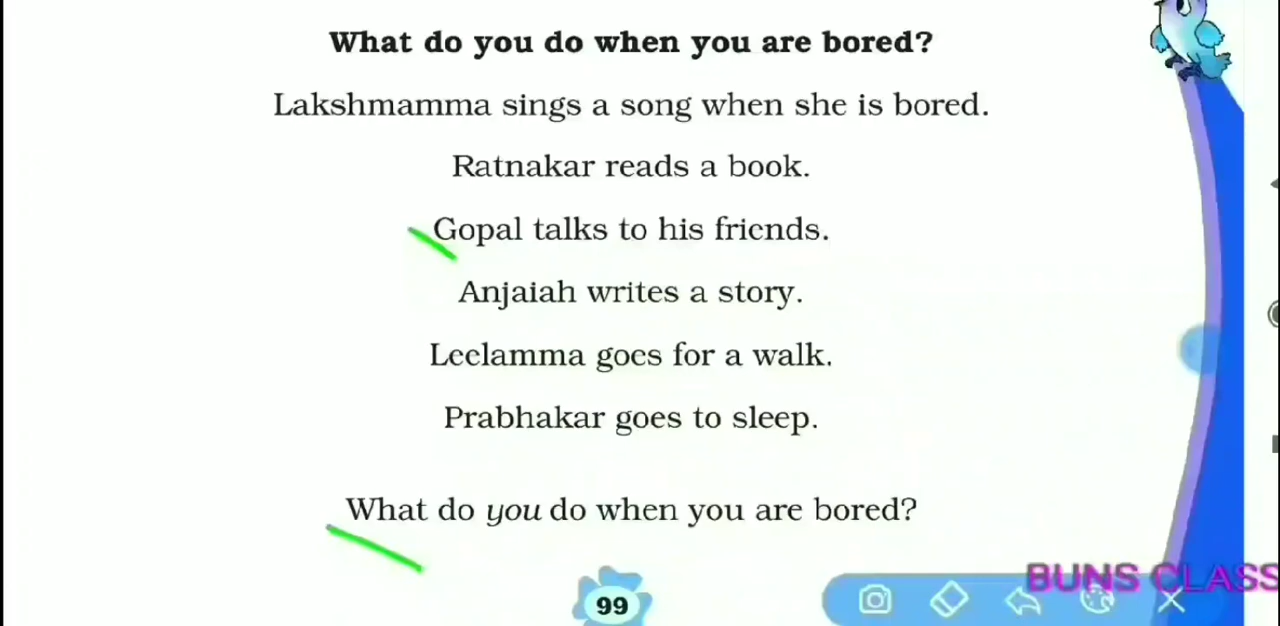 What do you do when you are bored?
Lakshmamma sings a song when she is bored.
Ratnakar reads a book.
Gopal talks to his friends.
Anjaiah writes a story.
Leelamma goes for a walk.
Prabhakar goes to sleep.
What do you do when you are bored?
99
BUNS CLASS